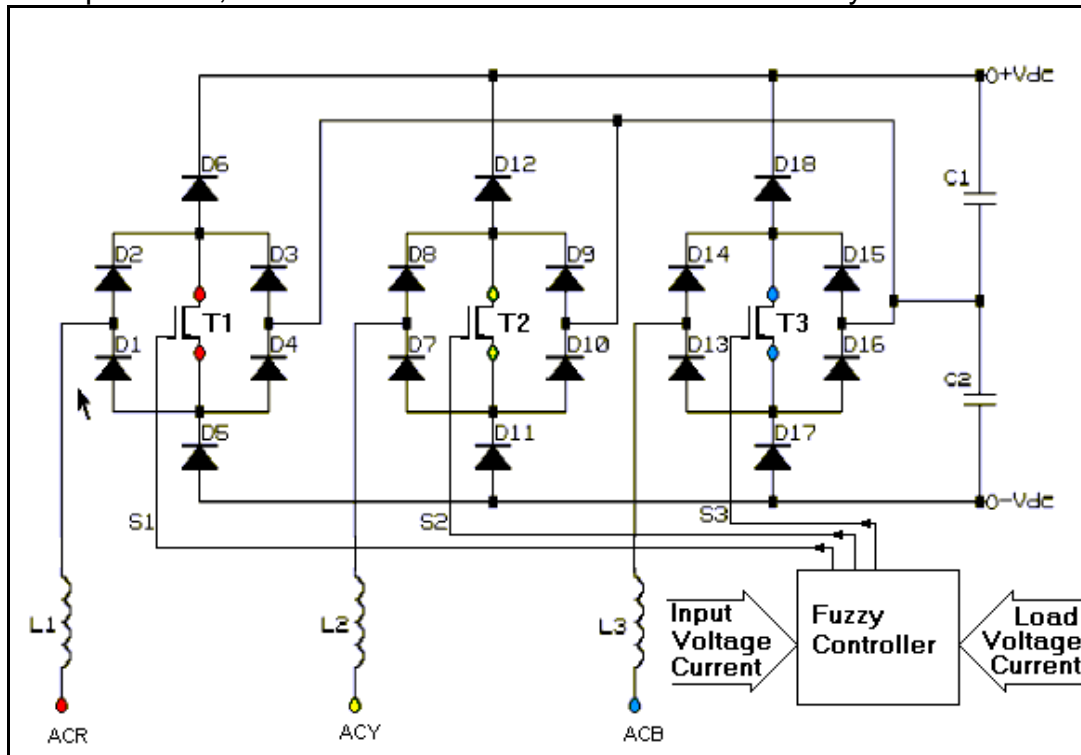 O+Vdc
D6
D12
D18
C1
D2
D3
D8
D9
D14
D15
T1
T2
T3
D1
D4
D7
D10
D13
D16
C2
D5
D11
D17
O-Vdc
S1
S2
S3
L1
L2
L3
Input
Voltage
Current
Fuzzy
Controller
Load
Voltage
Current
ACR
ACY
ACB